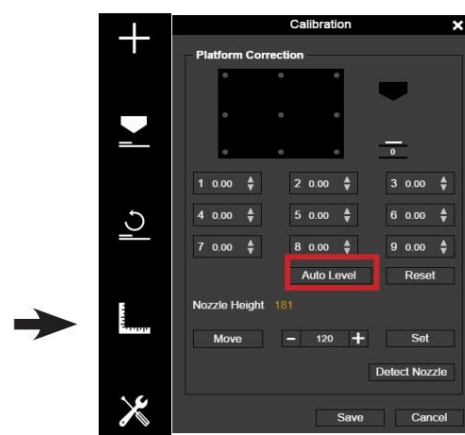 Calibration ×
Platform Correction
0
1 0.00 2 0.00 3 0.00
4 0.00 5 0.00 6 0.00
7 0.00 8 0.00 9 0.00
Auto Level Reset
Nozzle Height 181
Move − 120 + Set
Detect Nozzle
Save Cancel